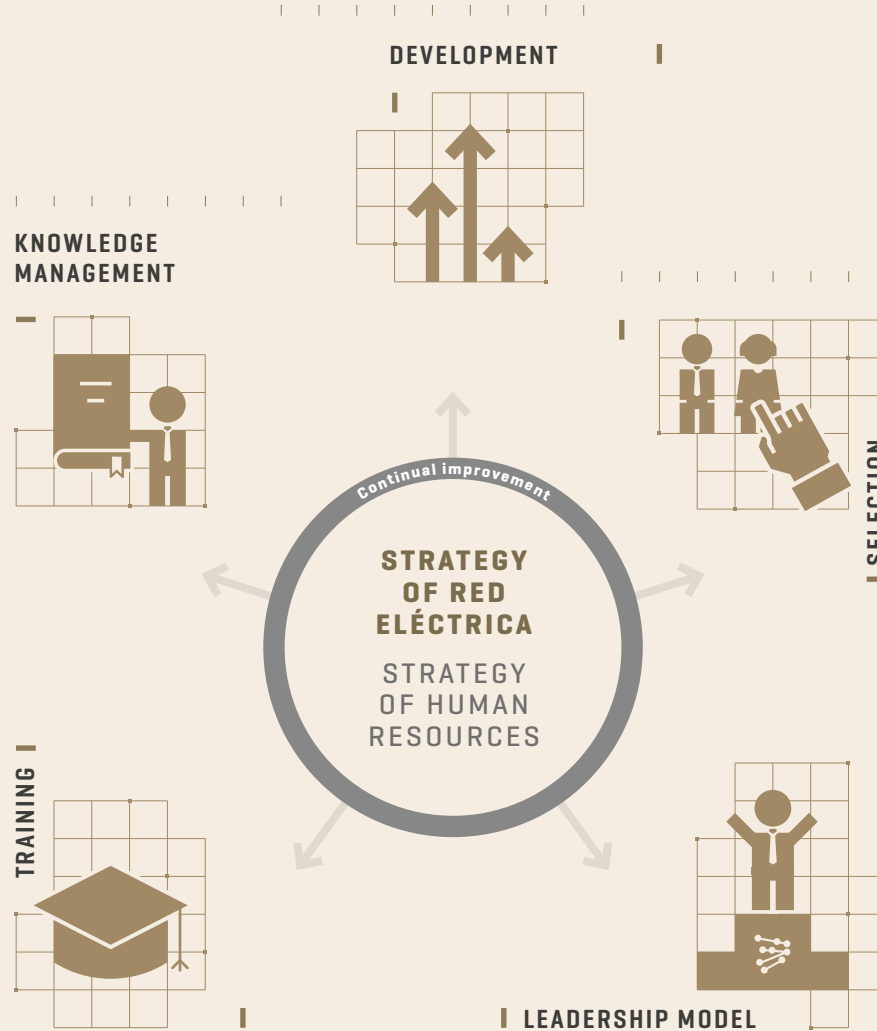 DEVELOPMENT
KNOWLEDGE
MANAGEMENT
SELECTION
Continual improvement
STRATEGY
OF RED
ELÉCTRICA
STRATEGY
OF HUMAN
RESOURCES
TRAINING
LEADERSHIP MODEL